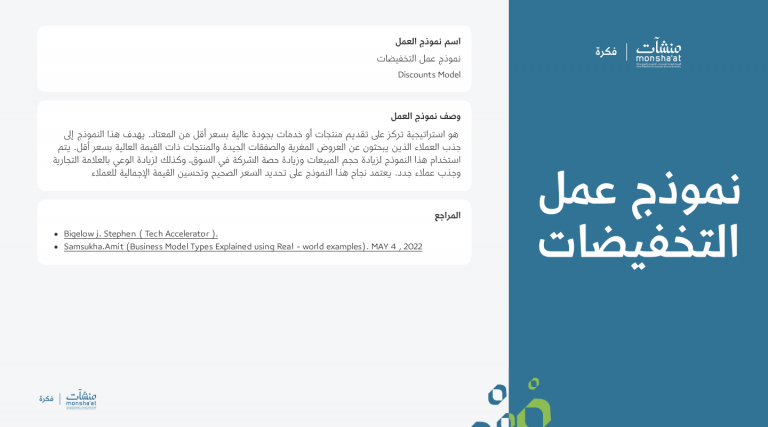 منشآت
monsha'at
فكرة
نموذج عمل
التخفيضات
اسم نموذج العمل
نموذج عمل التخفيضات
Discounts Model
وصف نموذج العمل
هو استراتيجية تركز على تقديم منتجات أو خدمات بجودة عالية بسعر أقل من المعتاد. يهدف هذا النموذج إلى
جذب العملاء الذين يبحثون عن العروض المغرية والصفقات الجيدة والمنتجات ذات القيمة العالية بسعر أقل. يتم
استخدام هذا النموذج لزيادة حجم المبيعات وزيادة حصة الشركة في السوق، وكذلك لزيادة الوعي بالعلامة التجارية
وجذب عملاء جدد. يعتمد نجاح هذا النموذج على تحديد السعر الصحيح وتحسين القيمة الإجمالية للعملاء
المراجع
• Bigelow j. Stephen ( Tech Accelerator ).
• Samsukha.Amit (Business Model Types Explained using Real - world examples). MAY 4 , 2022
منشآت
monsha'at
فكرة